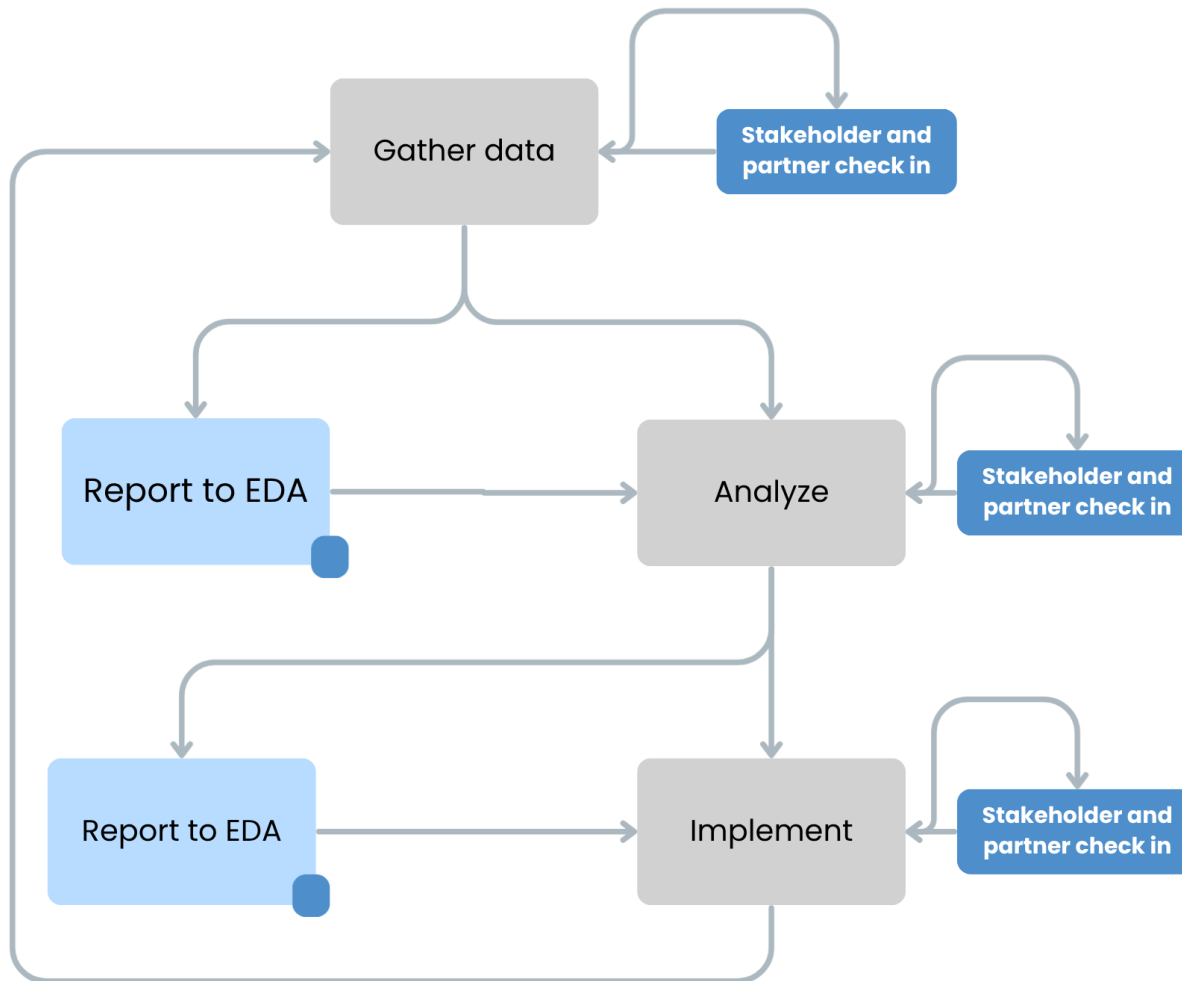 Gather data
Stakeholder and
partner check in
Report to EDA
Analyze
Stakeholder and
partner check in
Report to EDA
Implement
Stakeholder and
partner check in